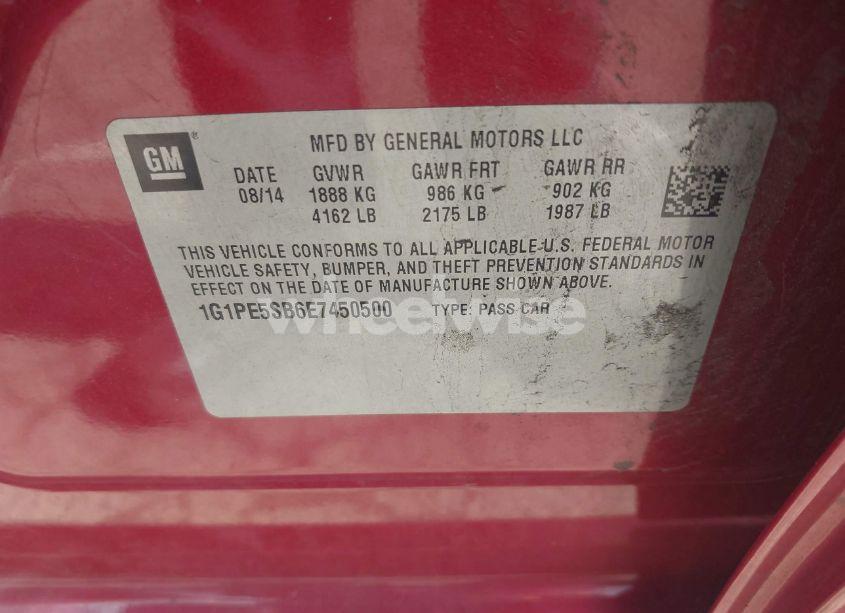 GM®
MFD BY GENERAL MOTORS LLC
DATE GVWR GAWR FRT GAWR RR
08/14 1888 KG 986 KG 902 KG
4162 LB 2175 LB 1987 LB
THIS VEHICLE CONFORMS TO ALL APPLICABLE U.S. FEDERAL MOTOR
VEHICLE SAFETY, BUMPER, AND THEFT PREVENTION STANDARDS IN
EFFECT ON THE DATE OF MANUFACTURE SHOWN ABOVE.
1G1PE5SB6E7450500 TYPE: PASS CAR
wheelwise